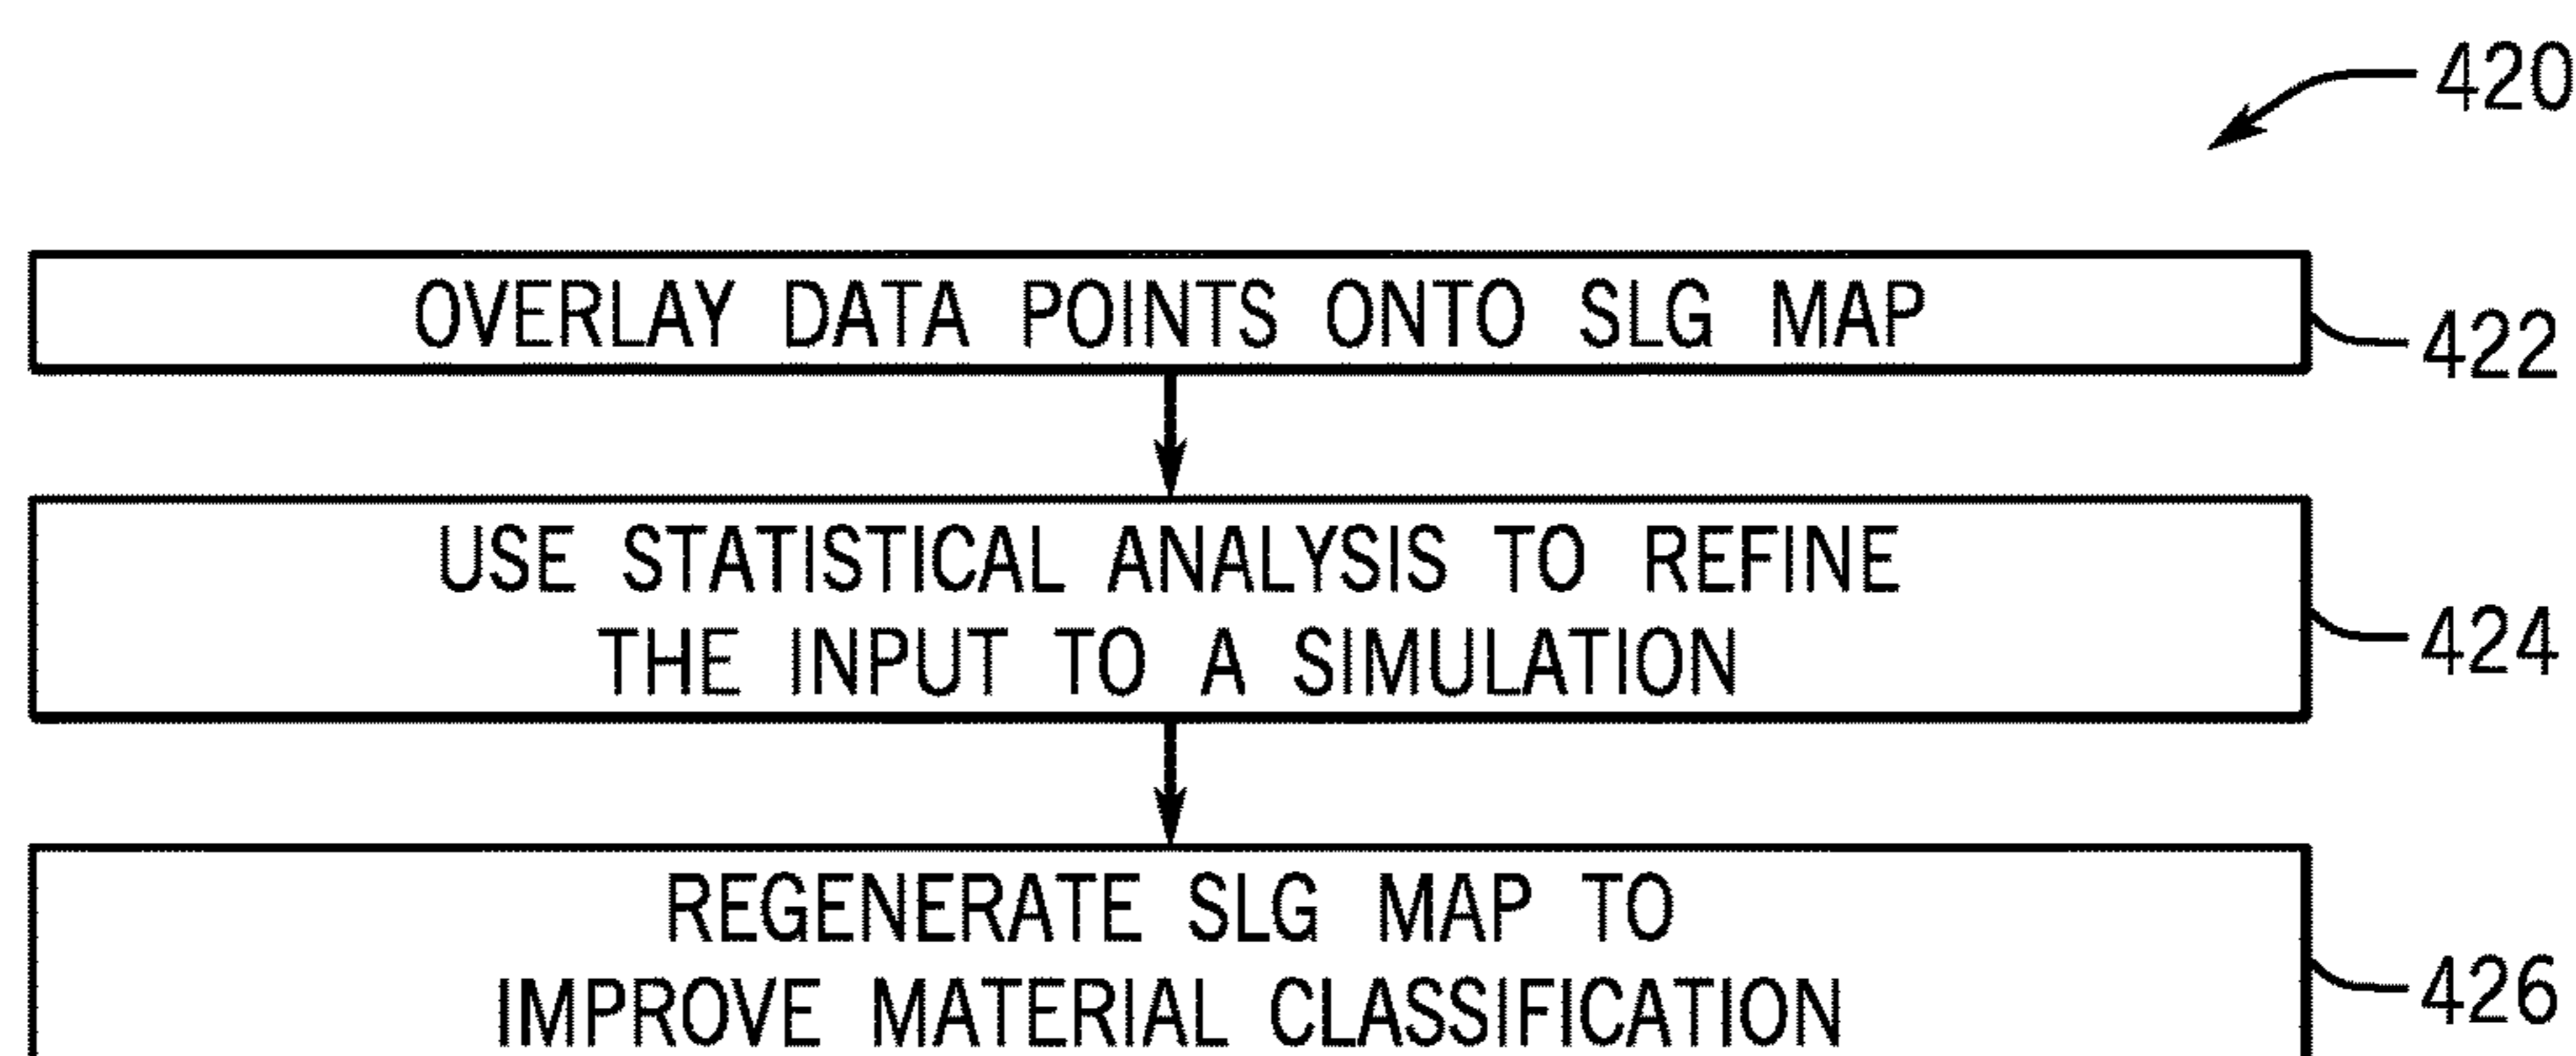 420
OVERLAY DATA POINTS ONTO SLG MAP
422
USE STATISTICAL ANALYSIS TO REFINE
THE INPUT TO A SIMULATION
424
REGENERATE SLG MAP TO
IMPROVE MATERIAL CLASSIFICATION
426